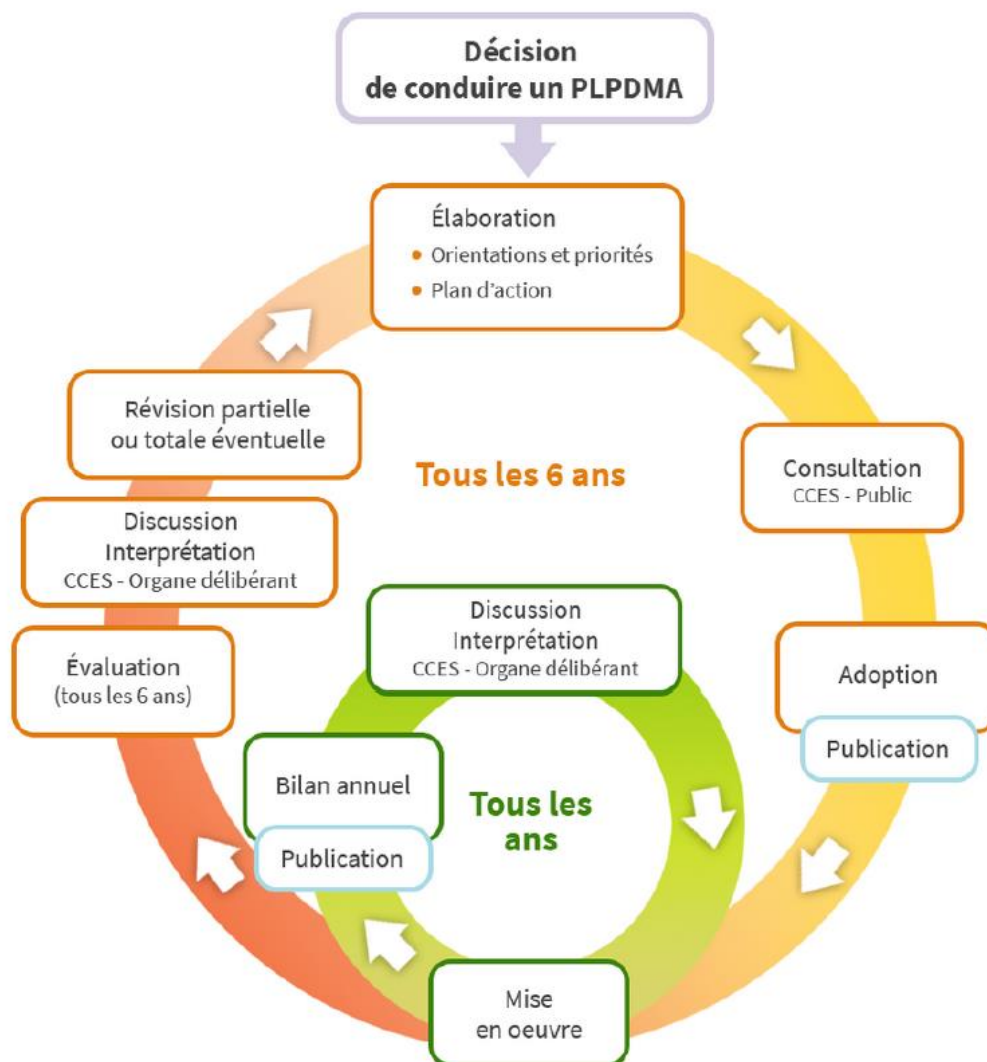 Décision
de conduire un PLPDMA
Élaboration
• Orientations et priorités
• Plan d'action
Révision partielle
ou totale éventuelle
Tous les 6 ans
Consultation
CCES - Public
Discussion
Interprétation
CCES - Organe délibérant
Discussion
Interprétation
CCES - Organe délibérant
Évaluation
(tous les 6 ans)
Adoption
Publication
Bilan annuel
Publication
Tous les
ans
Mise
en oeuvre